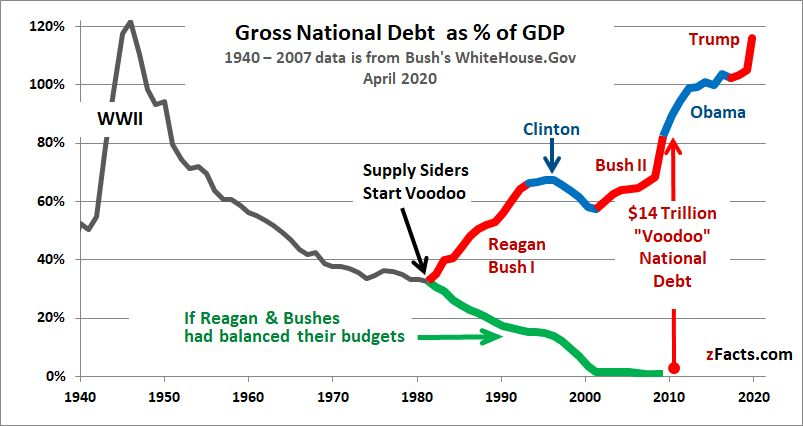 Gross National Debt as % of GDP
1940 – 2007 data is from Bush's WhiteHouse.Gov
April 2020
120%
100%
80%
60%
40%
20%
0%
WWII
Supply Siders
Start Voodoo
Clinton
Reagan
Bush I
Bush II
Trump
Obama
$14 Trillion
"Voodoo"
National
Debt
If Reagan & Bushes
had balanced their budgets
zFacts.com
1940
1950
1960
1970
1980
1990
2000
2010
2020